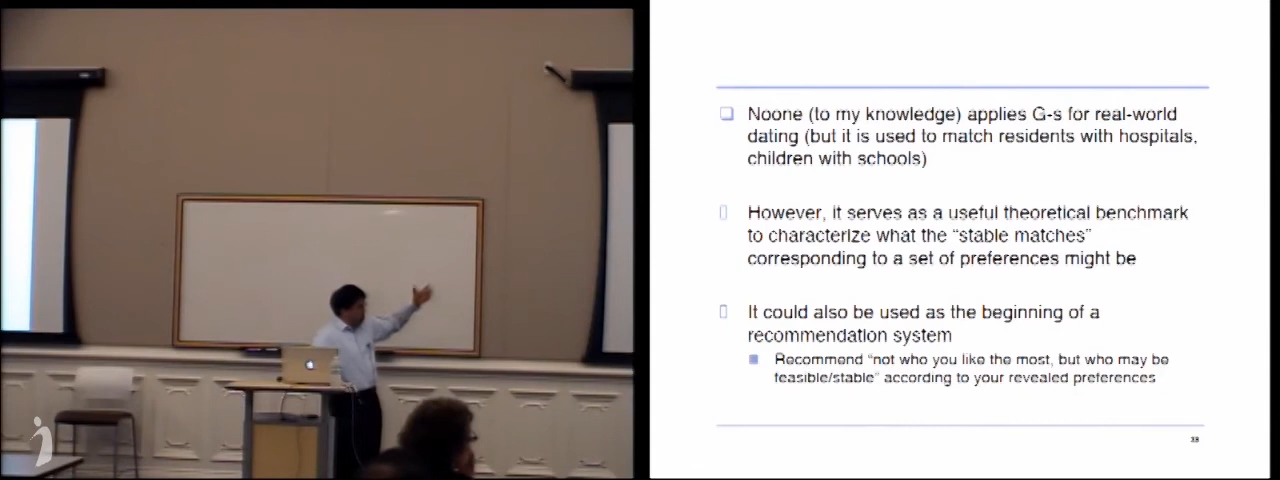 Noone (to my knowledge) applies G-s for real-world
dating (but it is used to match residents with hospitals,
children with schools)
However, it serves as a useful theoretical benchmark
to characterize what the “stable matches”
corresponding to a set of preferences might be
It could also be used as the beginning of a
recommendation system
Recommend “not who you like the most, but who may be
feasible/stable” according to your revealed preferences
33